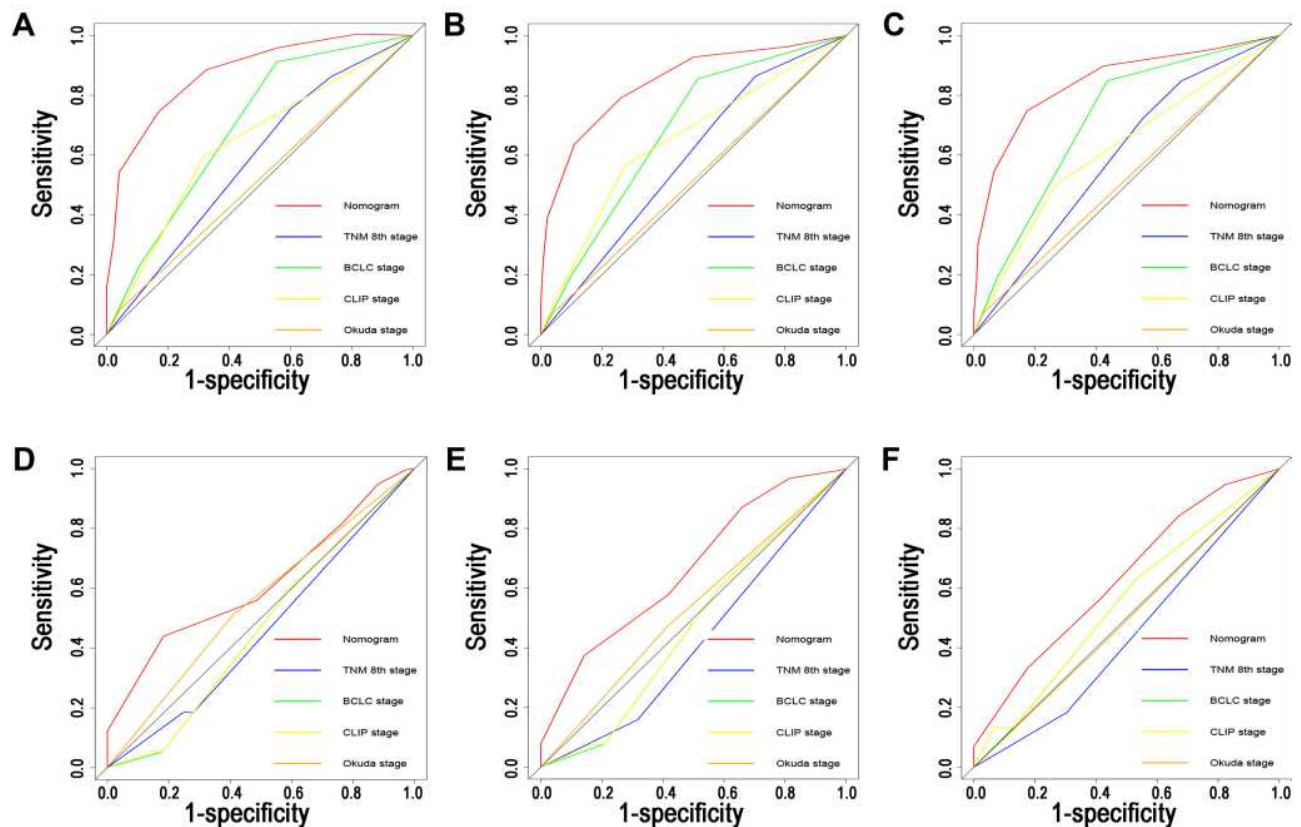 A
Sensitivity
1.0
0.8
0.6
0.4
0.2
0.0
Nomogram
TNM 8th stage
BCLC stage
CLIP stage
Okuda stage
0.0 0.2 0.4 0.6 0.8 1.0
1-specificity
B
Sensitivity
1.0
0.8
0.6
0.4
0.2
0.0
Nomogram
TNM 8th stage
BCLC stage
CLIP stage
Okuda stage
0.0 0.2 0.4 0.6 0.8 1.0
1-specificity
C
Sensitivity
1.0
0.8
0.6
0.4
0.2
0.0
Nomogram
TNM 8th stage
BCLC stage
CLIP stage
Okuda stage
0.0 0.2 0.4 0.6 0.8 1.0
1-specificity
D
Sensitivity
1.0
0.8
0.6
0.4
0.2
0.0
Nomogram
TNM 8th stage
BCLC stage
CLIP stage
Okuda stage
0.0 0.2 0.4 0.6 0.8 1.0
1-specificity
E
Sensitivity
1.0
0.8
0.6
0.4
0.2
0.0
Nomogram
TNM 8th stage
BCLC stage
CLIP stage
Okuda stage
0.0 0.2 0.4 0.6 0.8 1.0
1-specificity
F
Sensitivity
1.0
0.8
0.6
0.4
0.2
0.0
Nomogram
TNM 8th stage
BCLC stage
CLIP stage
Okuda stage
0.0 0.2 0.4 0.6 0.8 1.0
1-specificity